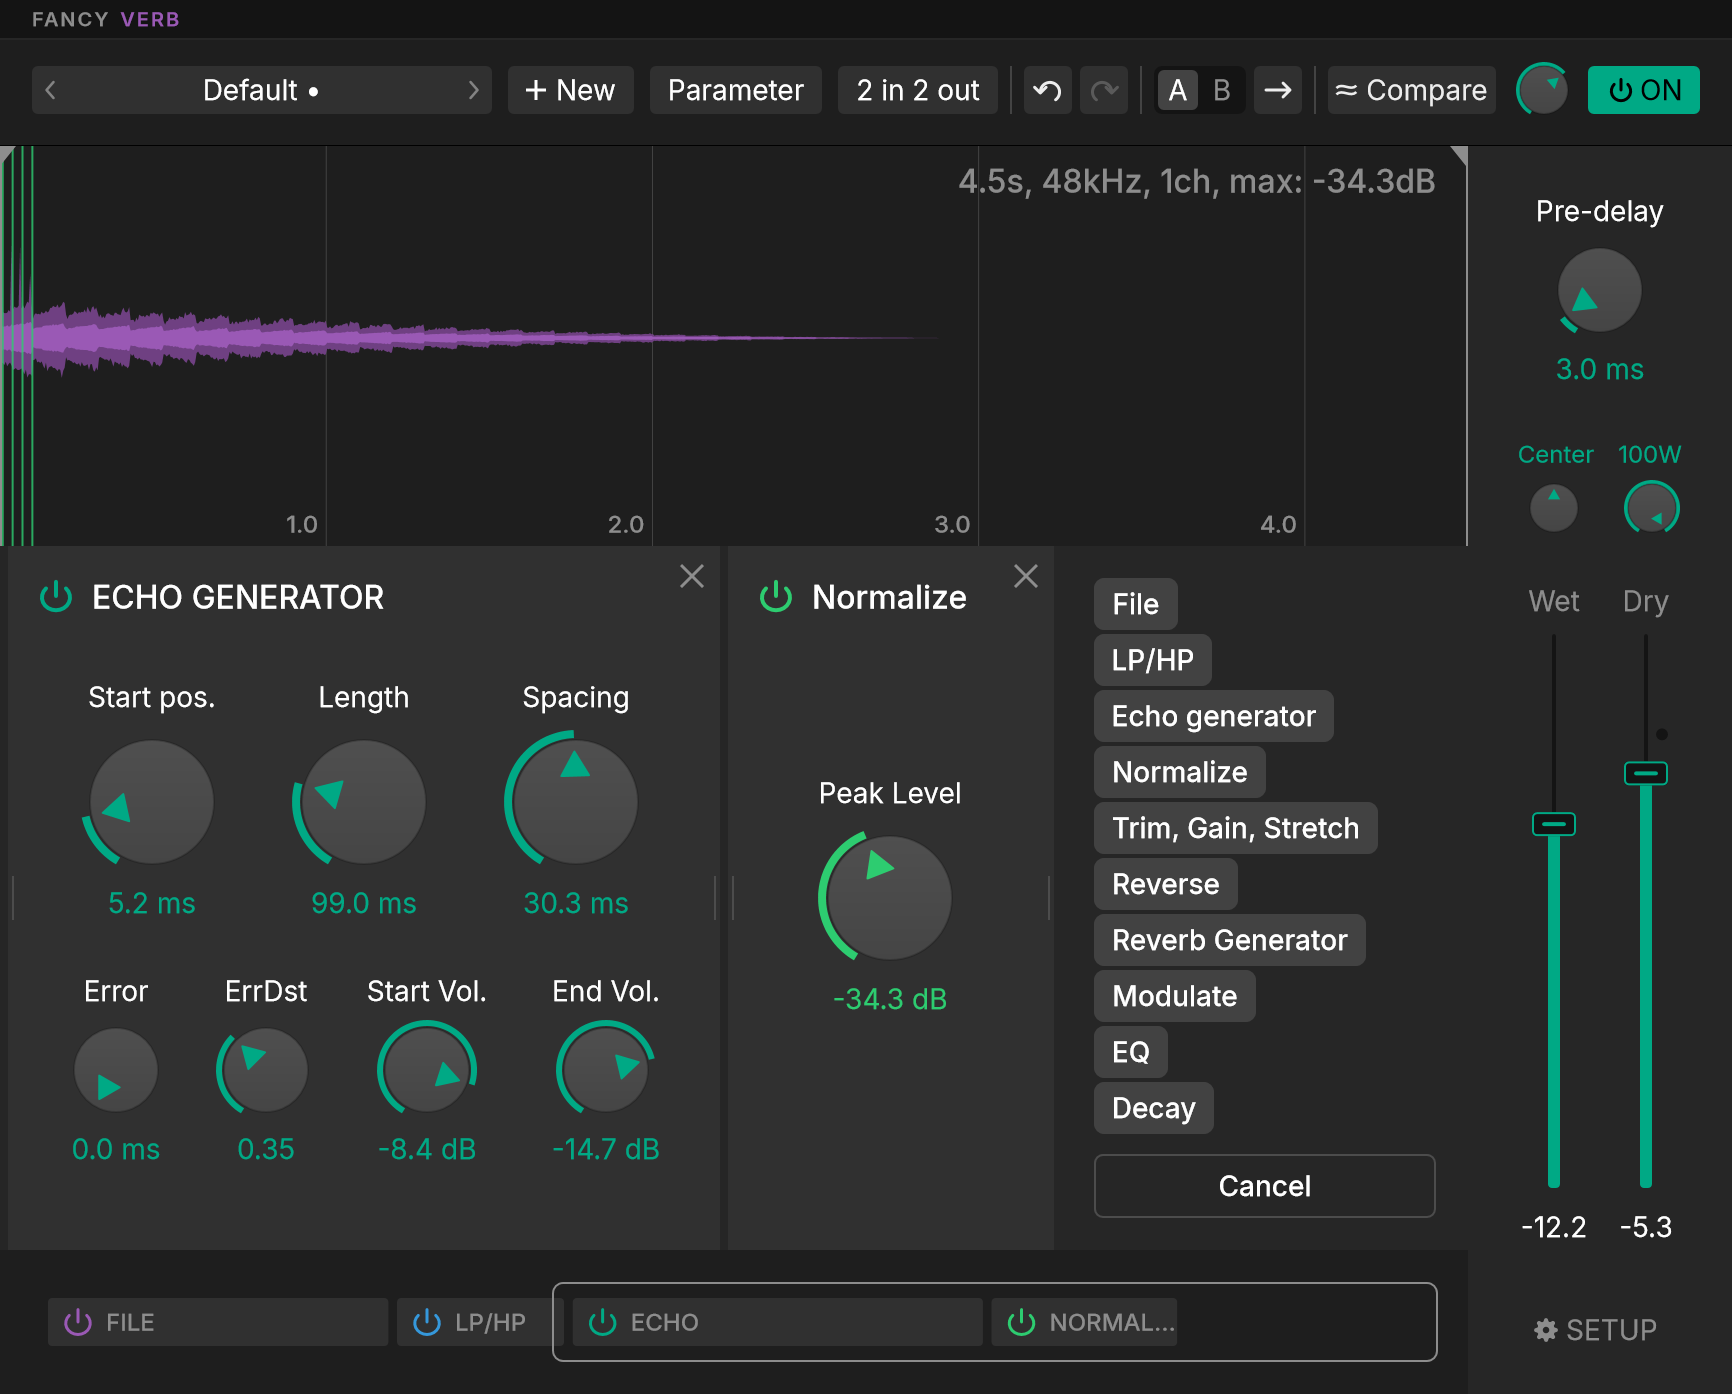 FANCY VERB
Default •
+ New
Parameter
2 in 2 out
A B
≈ Compare
ON
4.5s, 48kHz, 1ch, max: -34.3dB
1.0 2.0 3.0 4.0
Pre-delay
3.0 ms
Center 100W
Wet Dry
-12.2 -5.3
SETUP
ECHO GENERATOR
Start pos. Length Spacing
5.2 ms 99.0 ms 30.3 ms
Error ErrDst Start Vol. End Vol.
0.0 ms 0.35 -8.4 dB -14.7 dB
Normalize
Peak Level
-34.3 dB
File
LP/HP
Echo generator
Normalize
Trim, Gain, Stretch
Reverse
Reverb Generator
Modulate
EQ
Decay
Cancel
FILE LP/HP ECHO NORMAL...